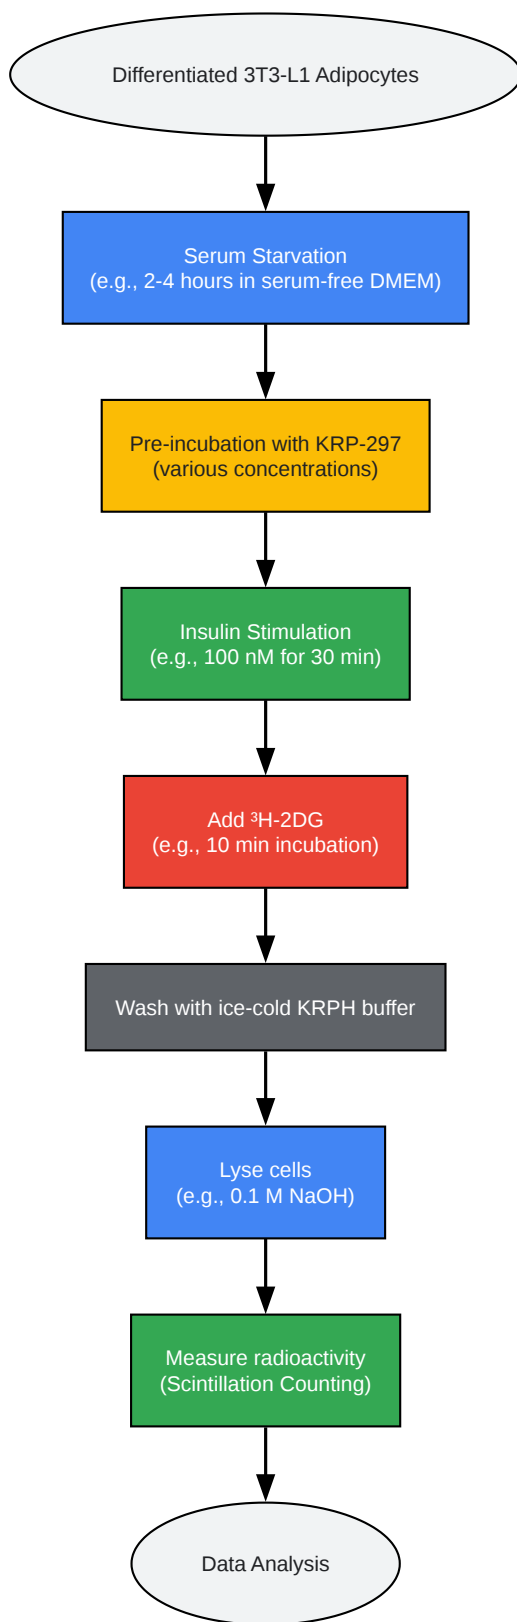 Differentiated 3T3-L1 Adipocytes
Serum Starvation
(e.g., 2-4 hours in serum-free DMEM)
Pre-incubation with KRP-297
(various concentrations)
Insulin Stimulation
(e.g., 100 nM for 30 min)
Add ³H-2DG
(e.g., 10 min incubation)
Wash with ice-cold KRPH buffer
Lyse cells
(e.g., 0.1 M NaOH)
Measure radioactivity
(Scintillation Counting)
Data Analysis